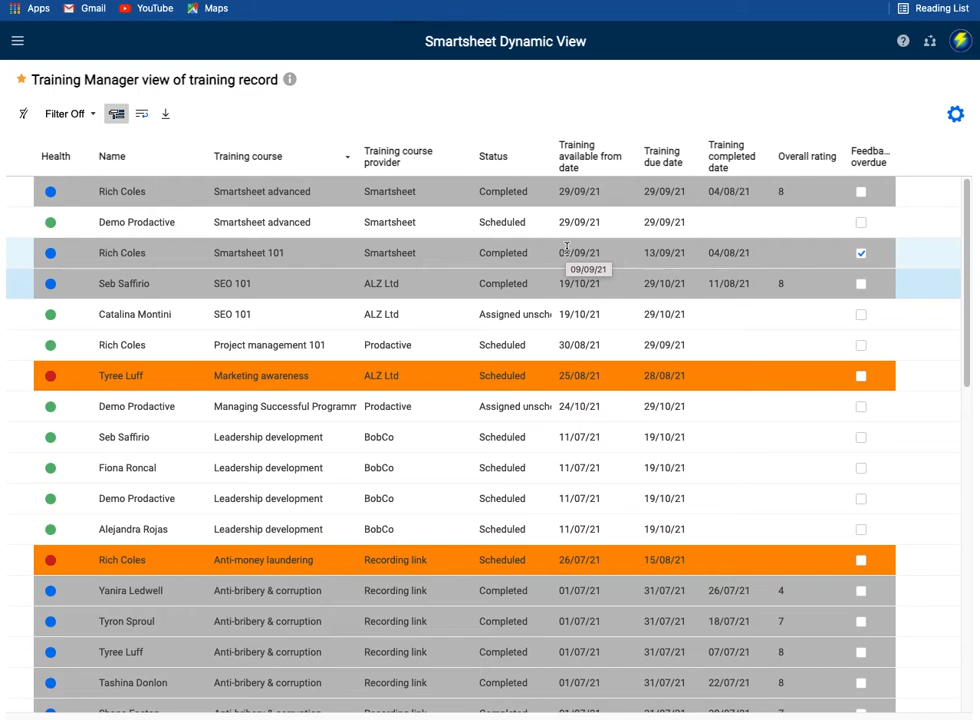 Apps Gmail YouTube Maps Reading List
Smartsheet Dynamic View
Training Manager view of training record
Filter Off
Health Name Training course Training course provider Status Training available from date Training due date Training completed date Overall rating Feedba... overdue
Rich Coles Smartsheet advanced Smartsheet Completed 29/09/21 29/09/21 04/08/21 8
Demo Prodactive Smartsheet advanced Smartsheet Scheduled 29/09/21 29/09/21
Rich Coles Smartsheet 101 Smartsheet Completed 09/09/21 13/09/21 04/08/21
09/09/21
Seb Saffirio SEO 101 ALZ Ltd Completed 19/10/21 29/10/21 11/08/21 8
Catalina Montini SEO 101 ALZ Ltd Assigned unsche 19/10/21 29/10/21
Rich Coles Project management 101 Prodactive Scheduled 30/08/21 29/09/21
Tyree Luff Marketing awareness ALZ Ltd Scheduled 25/08/21 28/08/21
Demo Prodactive Managing Successful Programm Prodactive Assigned unsche 24/10/21 29/10/21
Seb Saffirio Leadership development BobCo Scheduled 11/07/21 19/10/21
Fiona Roncal Leadership development BobCo Scheduled 11/07/21 19/10/21
Demo Prodactive Leadership development BobCo Scheduled 11/07/21 19/10/21
Alejandra Rojas Leadership development BobCo Scheduled 11/07/21 19/10/21
Rich Coles Anti-money laundering Recording link Scheduled 26/07/21 15/08/21
Yanira Ledwell Anti-bribery & corruption Recording link Completed 01/07/21 31/07/21 26/07/21 4
Tyron Sproul Anti-bribery & corruption Recording link Completed 01/07/21 31/07/21 18/07/21 7
Tyree Luff Anti-bribery & corruption Recording link Completed 01/07/21 31/07/21 07/07/21 8
Tashina Donlon Anti-bribery & corruption Recording link Completed 01/07/21 31/07/21 22/07/21 8